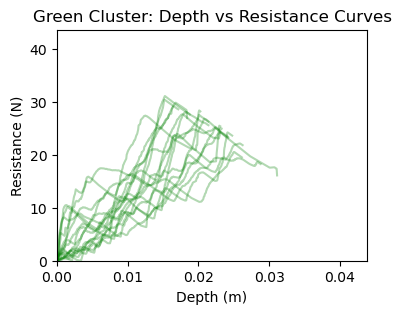 Green Cluster: Depth vs Resistance Curves
40
30
20
10
0
Resistance (N)
0.00 0.01 0.02 0.03 0.04
Depth (m)